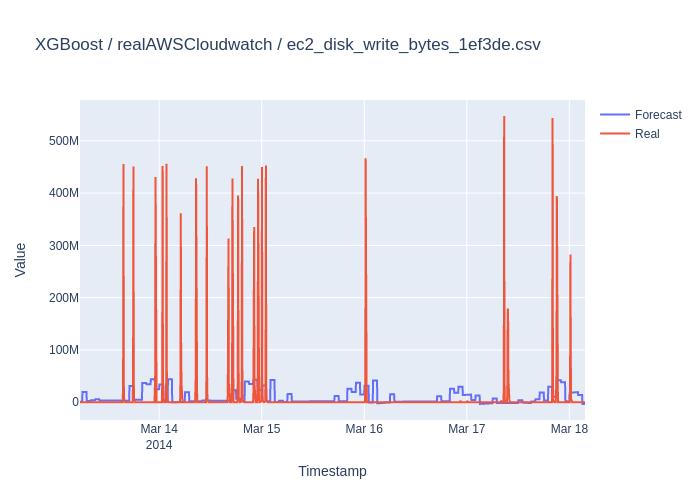 XGBoost / realAWSCloudwatch / ec2_disk_write_bytes_1ef3de.csv
Forecast
Real
500M
400M
300M
200M
100M
0
Value
Mar 14
2014
Mar 15
Mar 16
Mar 17
Mar 18
Timestamp